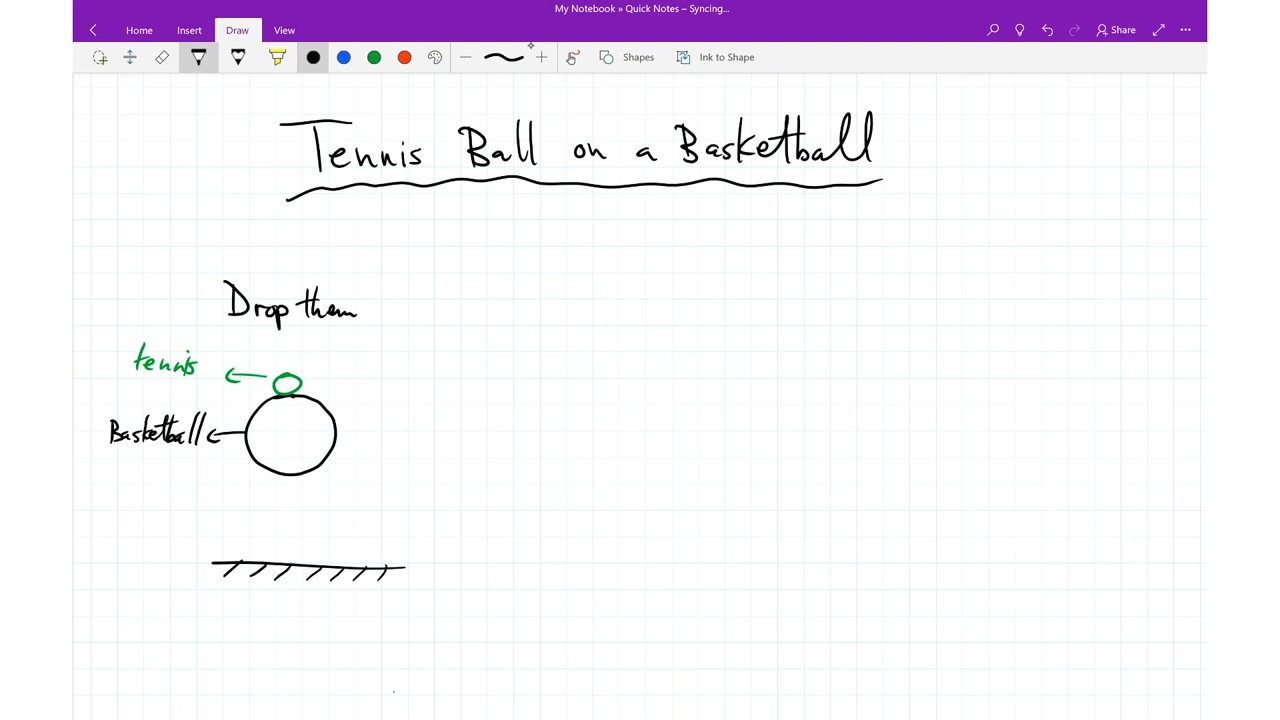 My Notebook » Quick Notes – Syncing...
Home Insert Draw View Share
Shapes Ink to Shape
Tennis Ball on a Basketball
Drop them
tennis
Basketball